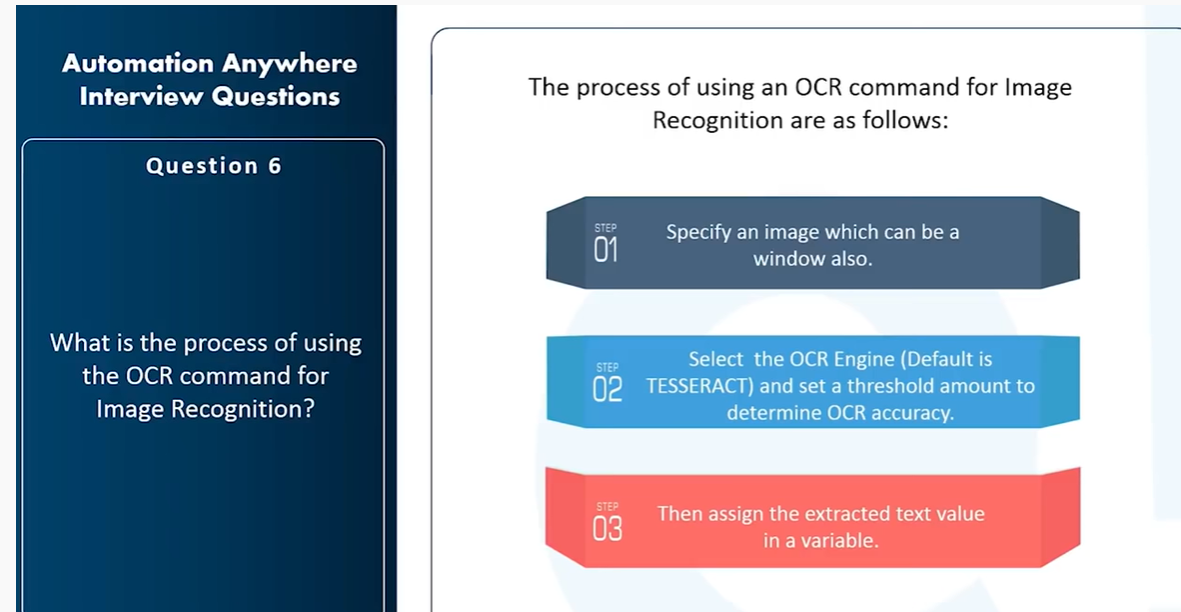 Automation Anywhere
Interview Questions
Question 6
What is the process of using
the OCR command for
Image Recognition?
The process of using an OCR command for Image
Recognition are as follows:
STEP
01
Specify an image which can be a
window also.
STEP
02
Select the OCR Engine (Default is
TESSERACT) and set a threshold amount to
determine OCR accuracy.
STEP
03
Then assign the extracted text value
in a variable.